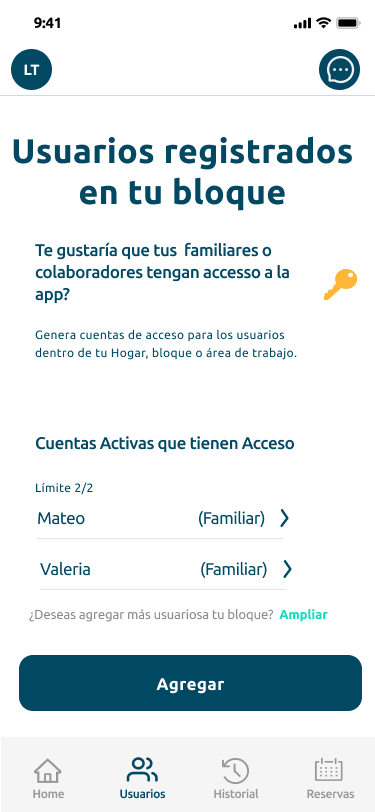 9:41
LT
Usuarios registrados
en tu bloque
Te gustaría que tus  familiares o
colaboradores tengan accesso a la
app?
Genera cuentas de acceso para los usuarios
dentro de tu Hogar, bloque o área de trabajo.
Cuentas Activas que tienen Acceso
Límite 2/2
Mateo (Familiar)
Valeria (Familiar)
¿Deseas agregar más usuariosa tu bloque? Ampliar
Agregar
Home Usuarios Historial Reservas